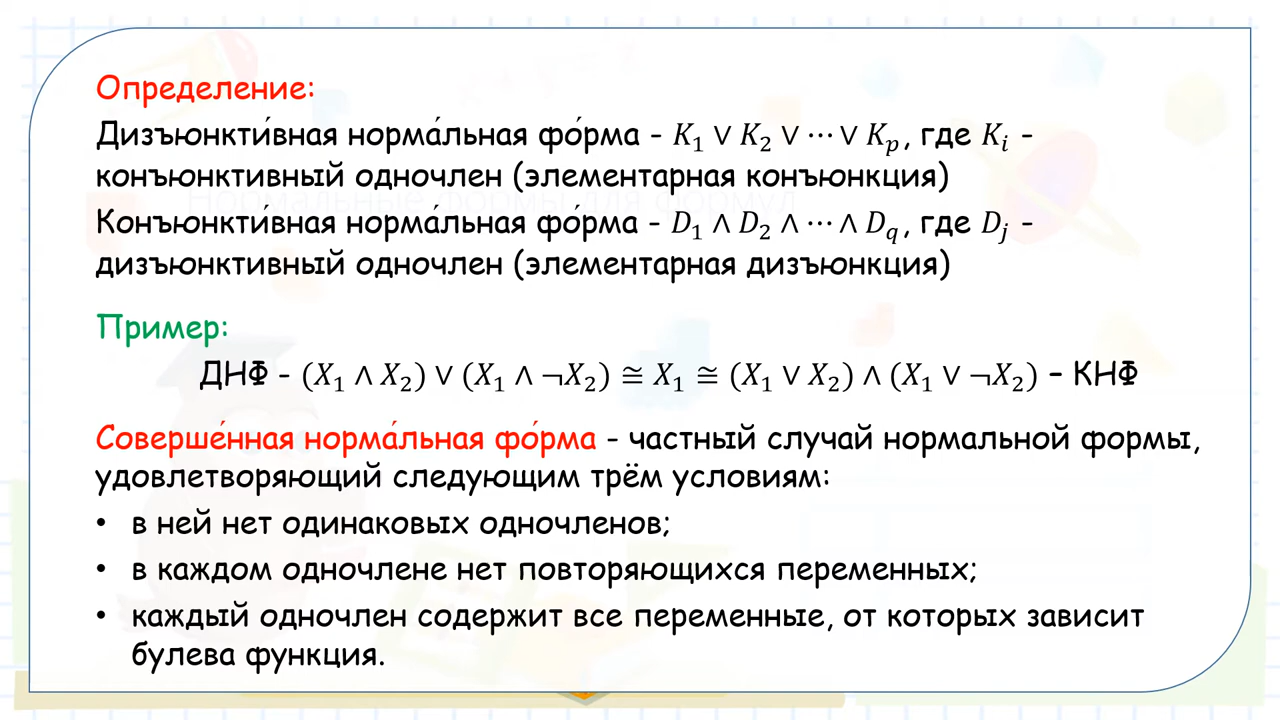 Определение:
Дизъюнкти́вная норма́льная фо́рма - 𝐾₁ ∨ 𝐾₂ ∨ ⋯ ∨ 𝐾ₚ, где 𝐾ᵢ -
конъюнктивный одночлен (элементарная конъюнкция)
Конъюнкти́вная норма́льная фо́рма - 𝐷₁ ∧ 𝐷₂ ∧ ⋯ ∧ 𝐷_q, где 𝐷ⱼ -
дизъюнктивный одночлен (элементарная дизъюнкция)
Пример:
ДНФ - (𝑋₁ ∧ 𝑋₂) ∨ (𝑋₁ ∧ ¬𝑋₂) ≅ 𝑋₁ ≅ (𝑋₁ ∨ 𝑋₂) ∧ (𝑋₁ ∨ ¬𝑋₂) – КНФ
Соверше́нная норма́льная фо́рма - частный случай нормальной формы,
удовлетворяющий следующим трём условиям:
• в ней нет одинаковых одночленов;
• в каждом одночлене нет повторяющихся переменных;
• каждый одночлен содержит все переменные, от которых зависит
булева функция.